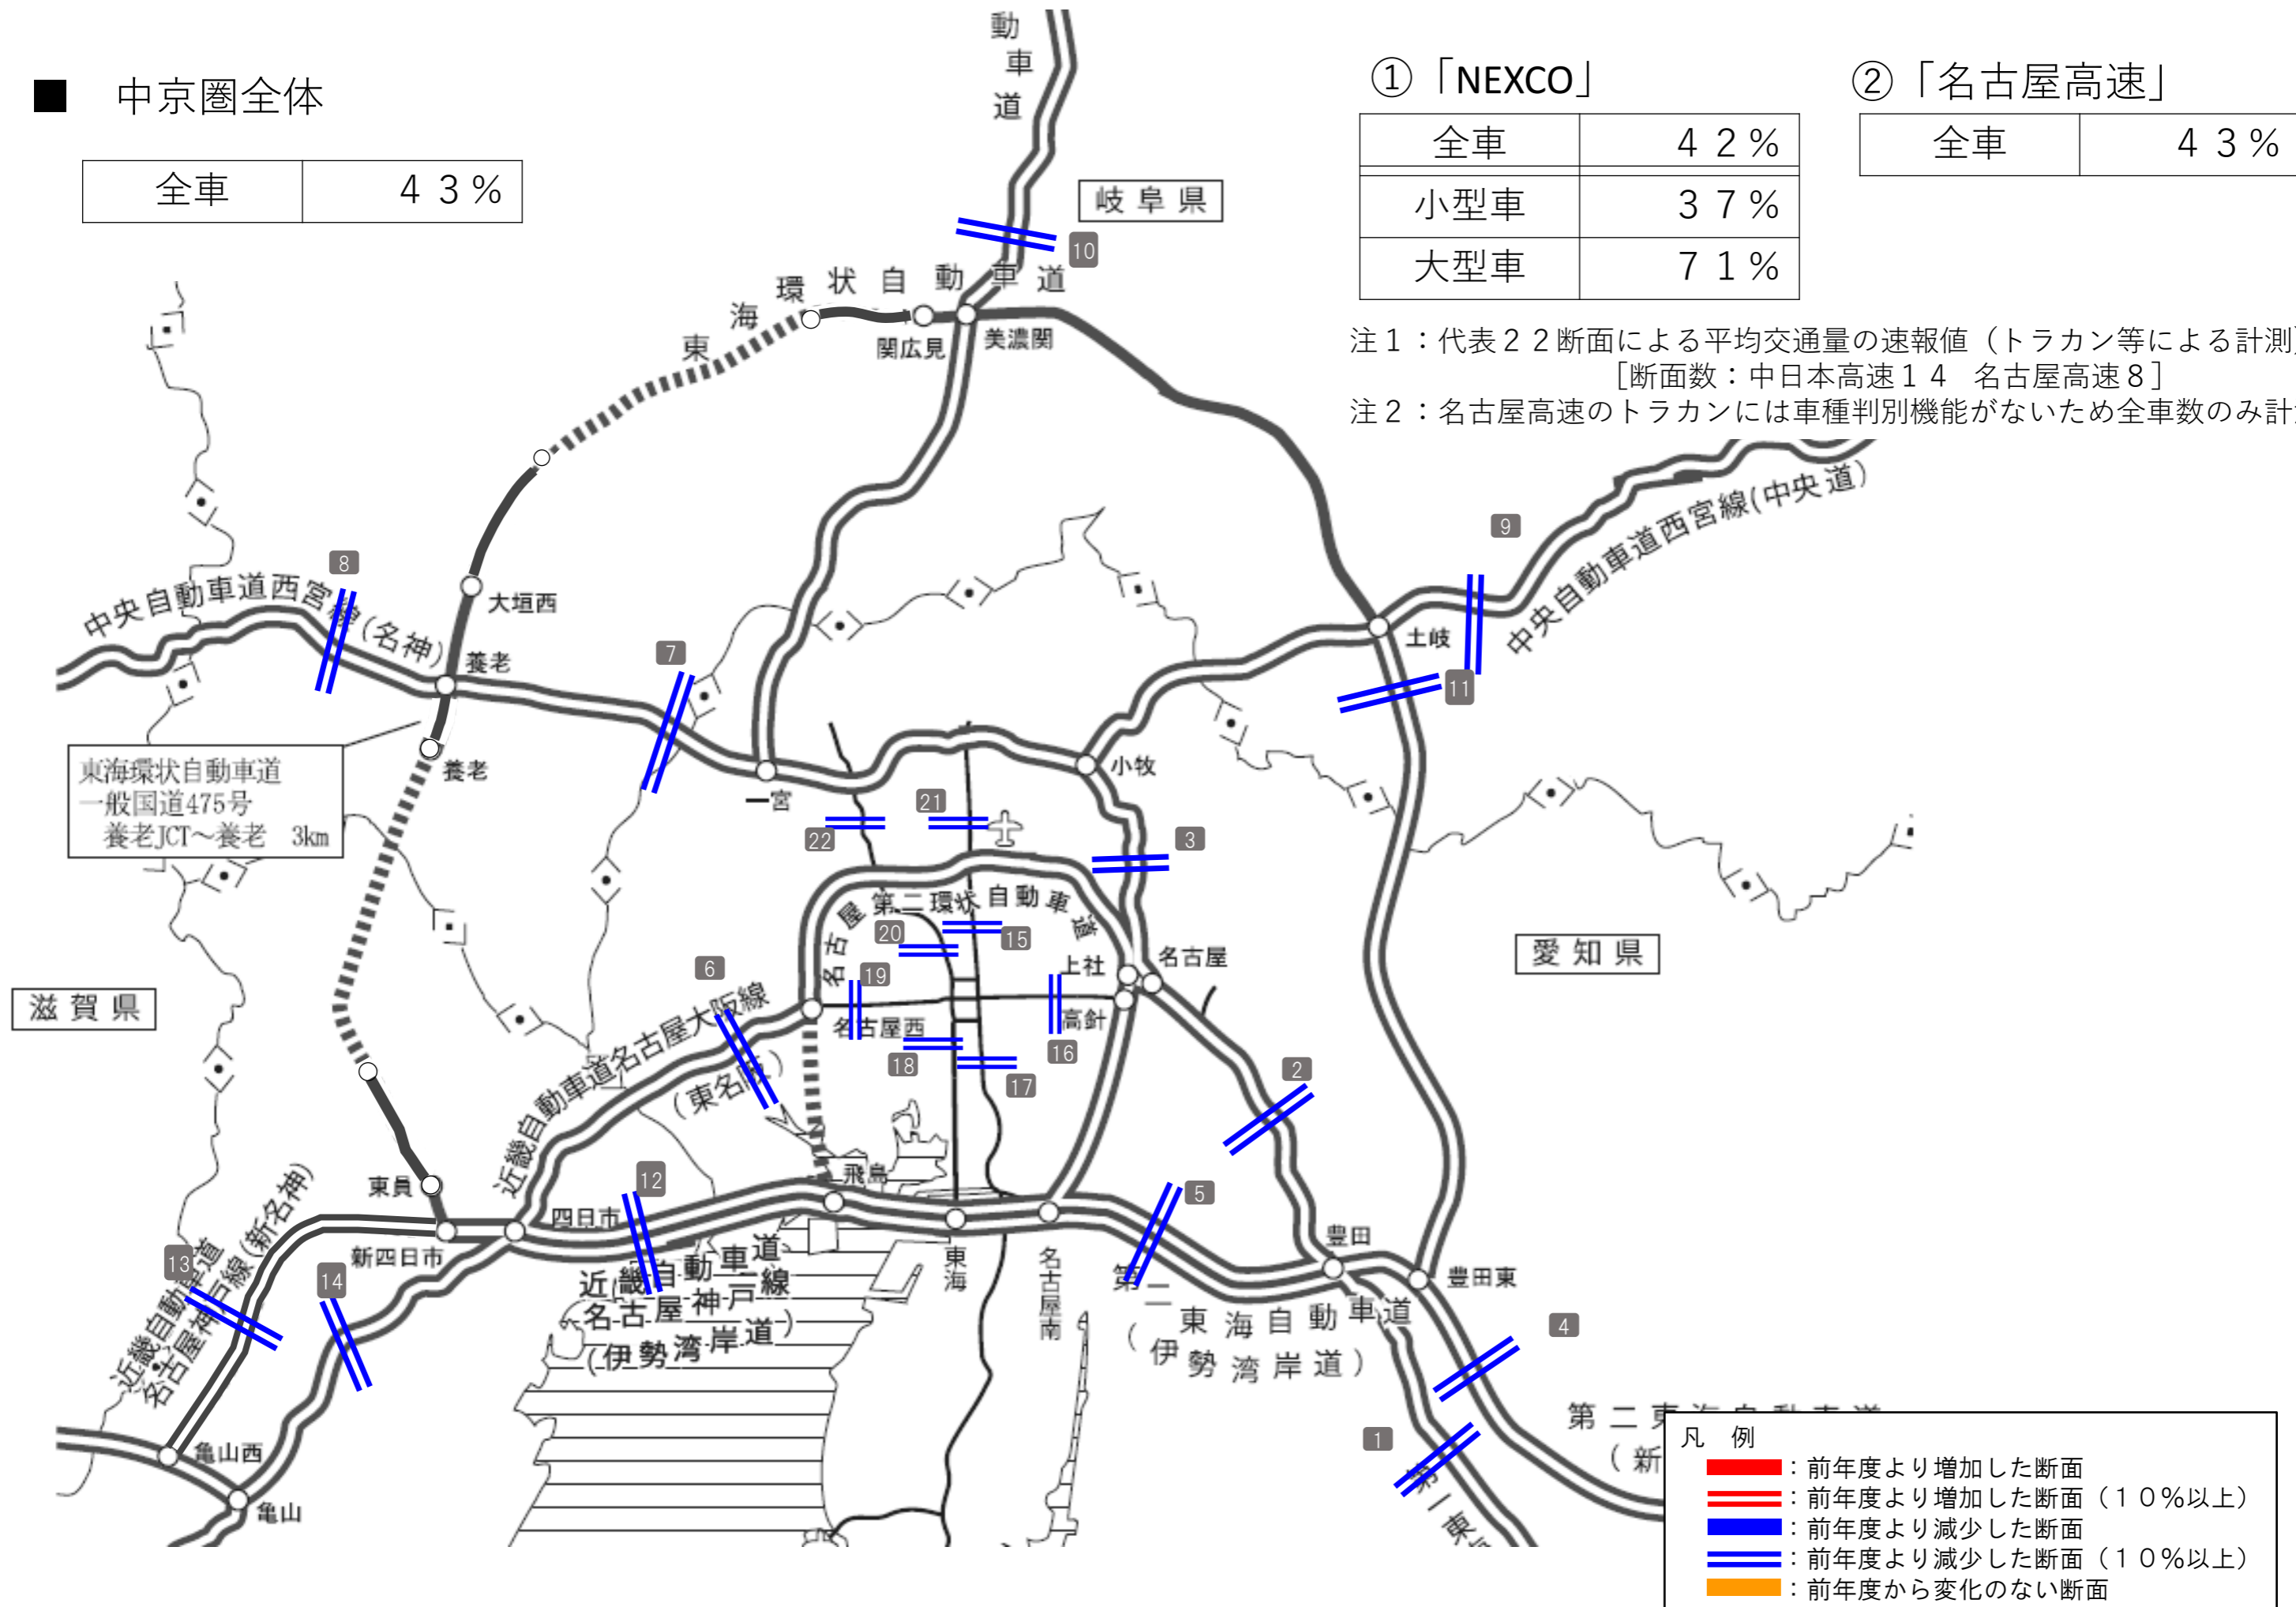 動
車
道
■ 中京圏全体
全車 ４３%
①「NEXCO」
全車 ４２%
小型車 ３７%
大型車 ７１%
②「名古屋高速」
全車 ４３%
注１：代表２２断面による平均交通量の速報値（トラカン等による計測）
[断面数：中日本高速１４ 名古屋高速８]
注２：名古屋高速のトラカンには車種判別機能がないため全車数のみ計
岐阜県
10
東海環状自動車道
関広見
美濃関
中央自動車道西宮線(中央道)
9
8
中央自動車道西宮線(名神)
大垣西
養老
7
土岐
11
東海環状自動車道
一般国道475号
養老JCT～養老 3km
養老
一宮
小牧
21
22
3
名古屋第二環状自動車道
20
15
上社
名古屋
愛知県
6
19
滋賀県
名古屋西
高針
近畿自動車道名古屋大阪線
(東名阪)
18
16
17
2
東員
飛島
12
5
四日市
新四日市
豊田
豊田東
東海
名古屋南
近畿自動車道
名古屋神戸線
(伊勢湾岸道)
第二東海自動車道
(伊勢湾岸道)
13
14
近畿自動車道
名古屋神戸線(新名神)
4
1
亀山西
亀山
第二東海自動車道
(新
第一東
凡 例
：前年度より増加した断面
：前年度より増加した断面（１０％以上）
：前年度より減少した断面
：前年度より減少した断面（１０％以上）
：前年度から変化のない断面